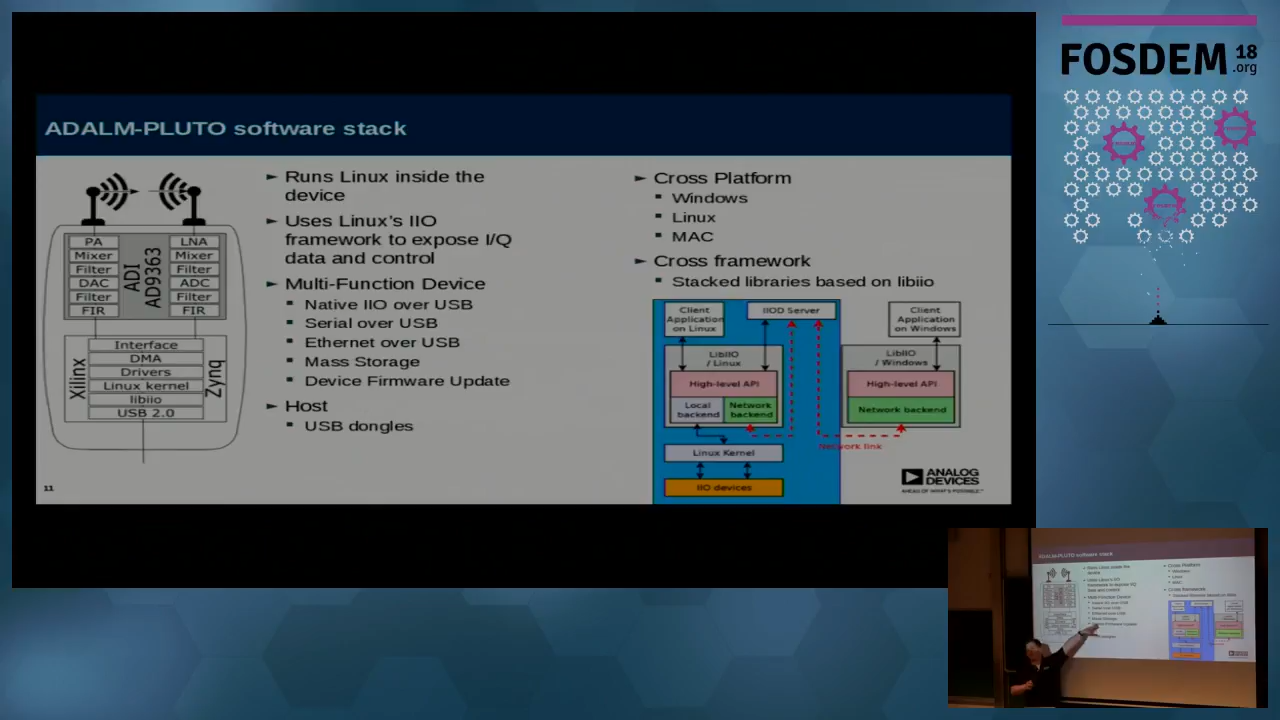 FOSDEM 18
.org
ADALM-PLUTO software stack
PA
Mixer
Filter
DAC
Filter
FIR
ADI
AD9363
LNA
Mixer
Filter
ADC
Filter
FIR
Xilinx
Interface
DMA
Drivers
Linux kernel
libiio
USB 2.0
Zynq
► Runs Linux inside the
device
► Uses Linux's IIO
framework to expose I/Q
data and control
► Multi-Function Device
▪ Native IIO over USB
▪ Serial over USB
▪ Ethernet over USB
▪ Mass Storage
▪ Device Firmware Update
► Host
▪ USB dongles
► Cross Platform
▪ Windows
▪ Linux
▪ MAC
► Cross framework
▪ Stacked libraries based on libiio
Client
Application
on Linux
IIOD Server
Client
Application
on Windows
LibIIO
/ Linux
LibIIO
/ Windows
High-level API
High-level API
Local
backend
Network
backend
Network backend
Network link
Linux Kernel
IIO devices
ANALOG
DEVICES
AHEAD OF WHAT'S POSSIBLE™
11
ADALM-PLUTO software stack